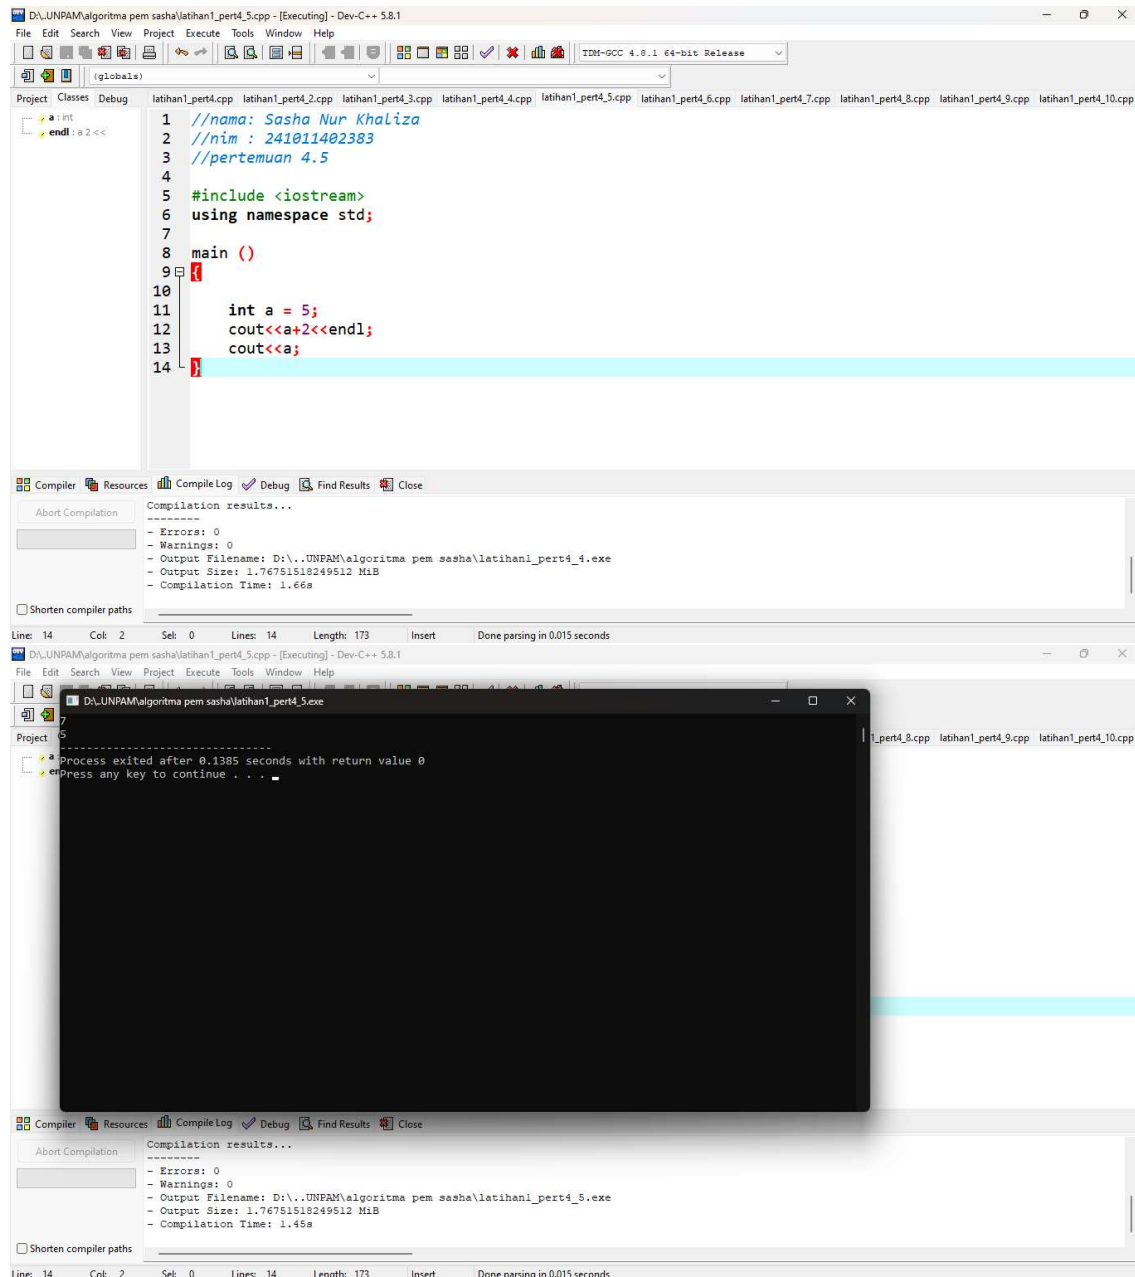 D:\..UNPAM\algoritma pem sasha\latihan1_pert4_5.cpp - [Executing] - Dev-C++ 5.8.1
File Edit Search View Project Execute Tools Window Help
TDM-GCC 4.8.1 64-bit Release
(globals)
Project Classes Debug latihan1_pert4.cpp latihan1_pert4_2.cpp latihan1_pert4_3.cpp latihan1_pert4_4.cpp latihan1_pert4_5.cpp latihan1_pert4_6.cpp latihan1_pert4_7.cpp latihan1_pert4_8.cpp latihan1_pert4_9.cpp latihan1_pert4_10.cpp
a : int
endl : a 2 <<
1 //nama: Sasha Nur Khaliza
2 //nim : 241011402383
3 //pertemuan 4.5
4
5 #include <iostream>
6 using namespace std;
7
8 main ()
9 {
10
11 int a = 5;
12 cout<<a+2<<endl;
13 cout<<a;
14 }
Compiler Resources Compile Log Debug Find Results Close
Abort Compilation
Compilation results...
--------
- Errors: 0
- Warnings: 0
- Output Filename: D:\..UNPAM\algoritma pem sasha\latihan1_pert4_4.exe
- Output Size: 1.76751518249512 MiB
- Compilation Time: 1.66s
Shorten compiler paths
Line: 14 Col: 2 Sel: 0 Lines: 14 Length: 173 Insert Done parsing in 0.015 seconds
D:\..UNPAM\algoritma pem sasha\latihan1_pert4_5.cpp - [Executing] - Dev-C++ 5.8.1
File Edit Search View Project Execute Tools Window Help
D:\..UNPAM\algoritma pem sasha\latihan1_pert4_5.exe
7
5
--------------------------------
Process exited after 0.1385 seconds with return value 0
Press any key to continue . . .
Project
1_pert4_8.cpp latihan1_pert4_9.cpp latihan1_pert4_10.cpp
a
en
Compiler Resources Compile Log Debug Find Results Close
Abort Compilation
Compilation results...
--------
- Errors: 0
- Warnings: 0
- Output Filename: D:\..UNPAM\algoritma pem sasha\latihan1_pert4_5.exe
- Output Size: 1.76751518249512 MiB
- Compilation Time: 1.45s
Shorten compiler paths
Line: 14 Col: 2 Sel: 0 Lines: 14 Length: 173 Insert Done parsing in 0.015 seconds